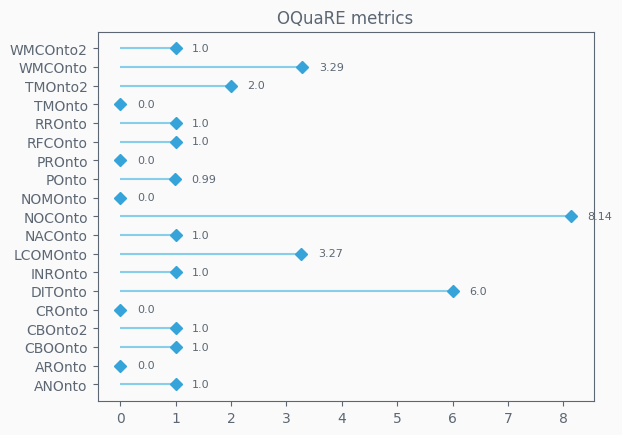 OQuaRE metrics
WMCOnto2 1.0
WMCOnto 3.29
TMOnto2 2.0
TMOnto 0.0
RROnto 1.0
RFCOnto 1.0
PROnto 0.0
POnto 0.99
NOMOnto 0.0
NOCOnto 8.14
NACOnto 1.0
LCOMOnto 3.27
INROnto 1.0
DITOnto 6.0
CROnto 0.0
CBOnto2 1.0
CBOOnto 1.0
AROnto 0.0
ANOnto 1.0
0 1 2 3 4 5 6 7 8